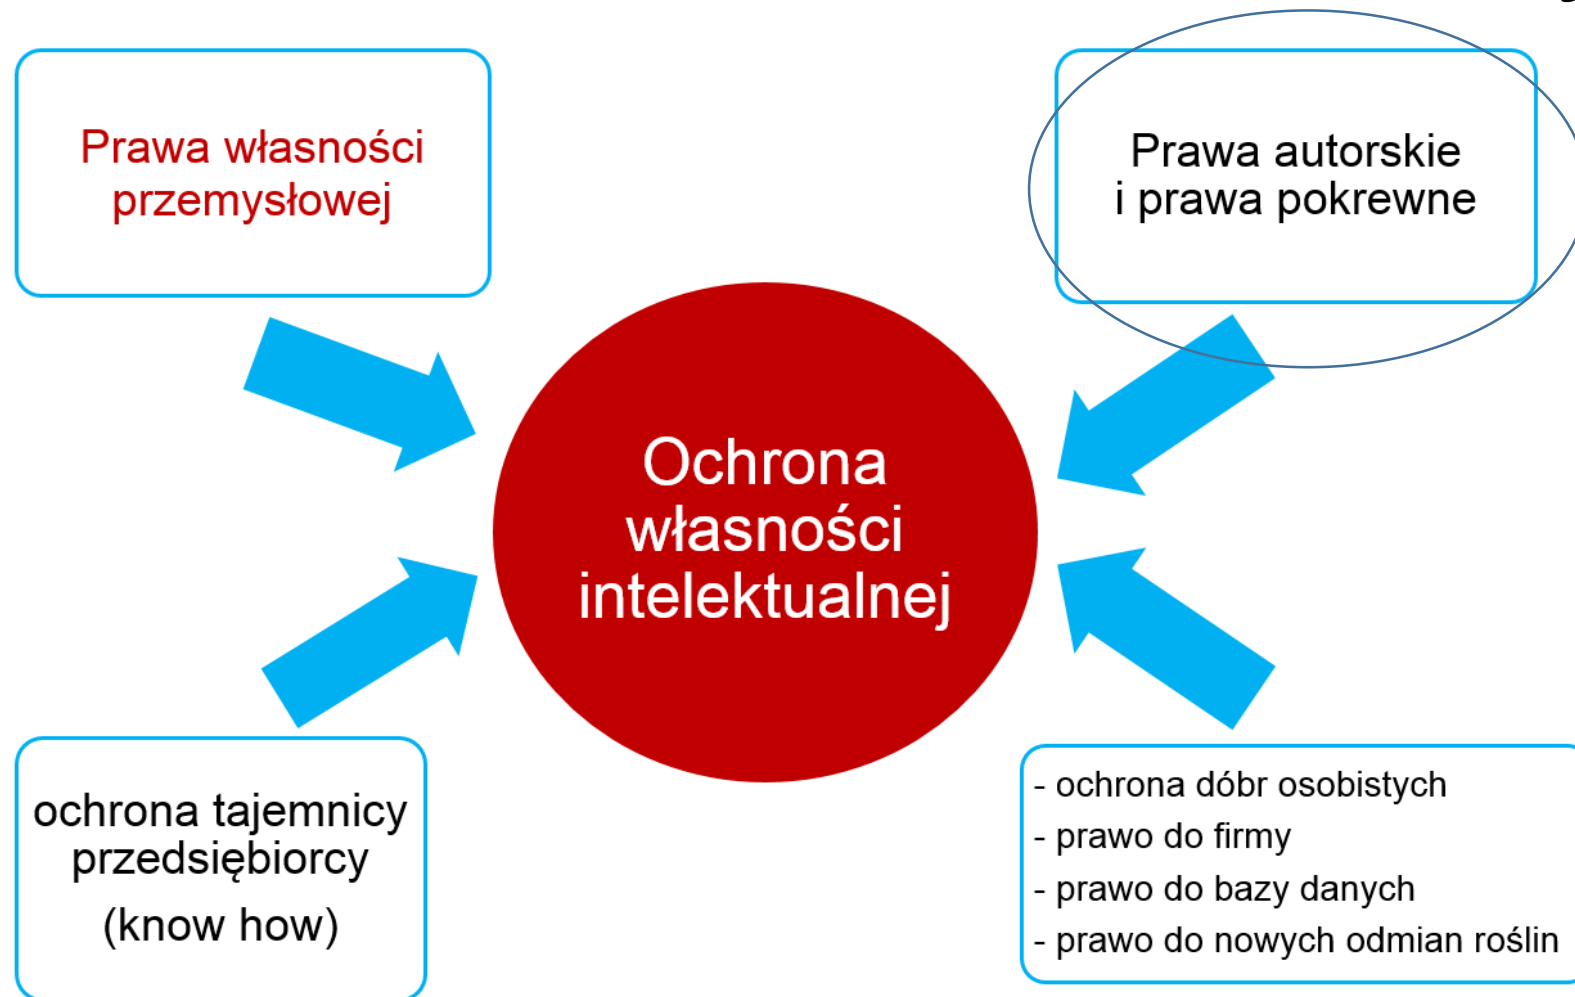 Prawa własności
przemysłowej
Prawa autorskie
i prawa pokrewne
Ochrona
własności
intelektualnej
ochrona tajemnicy
przedsiębiorcy
(know how)
- ochrona dóbr osobistych
- prawo do firmy
- prawo do bazy danych
- prawo do nowych odmian roślin